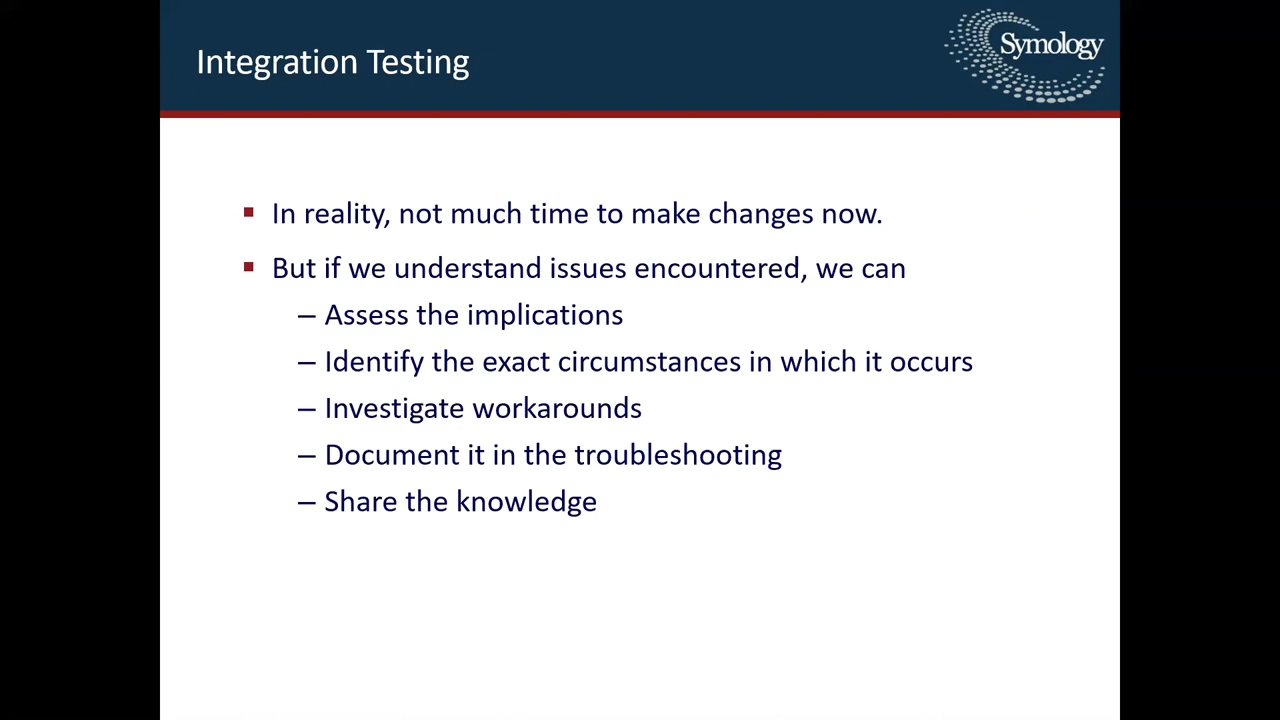 Integration Testing
Symology
▪ In reality, not much time to make changes now.
▪ But if we understand issues encountered, we can
– Assess the implications
– Identify the exact circumstances in which it occurs
– Investigate workarounds
– Document it in the troubleshooting
– Share the knowledge